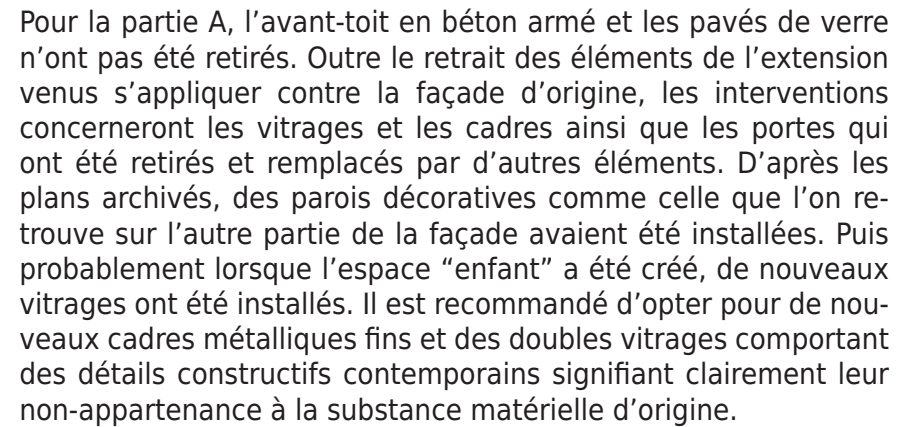 Pour la partie A, l’avant-toit en béton armé et les pavés de verre
n’ont pas été retirés. Outre le retrait des éléments de l’extension
venus s’appliquer contre la façade d’origine, les interventions
concerneront les vitrages et les cadres ainsi que les portes qui
ont été retirés et remplacés par d’autres éléments. D’après les
plans archivés, des parois décoratives comme celle que l’on re-
trouve sur l’autre partie de la façade avaient été installées. Puis
probablement lorsque l’espace “enfant” a été créé, de nouveaux
vitrages ont été installés. Il est recommandé d’opter pour de nou-
veaux cadres métalliques fins et des doubles vitrages comportant
des détails constructifs contemporains signifiant clairement leur
non-appartenance à la substance matérielle d’origine.